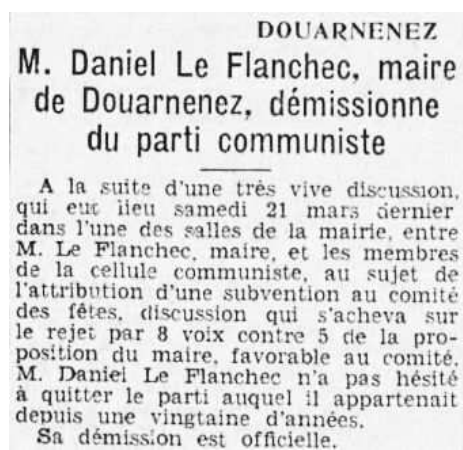 DOUARNENEZ
M. Daniel Le Flanchec, maire
de Douarnenez, démissionne
du parti communiste
A la suite d'une très vive discussion,
qui eut lieu samedi 21 mars dernier
dans l'une des salles de la mairie, entre
M. Le Flanchec, maire, et les membres
de la cellule communiste, au sujet de
l'attribution d'une subvention au comité
des fêtes, discussion qui s'acheva sur
le rejet par 8 voix contre 5 de la pro-
position du maire, favorable au comité,
M. Daniel Le Flanchec n'a pas hésité
à quitter le parti auquel il appartenait
depuis une vingtaine d'années.
Sa démission est officielle.